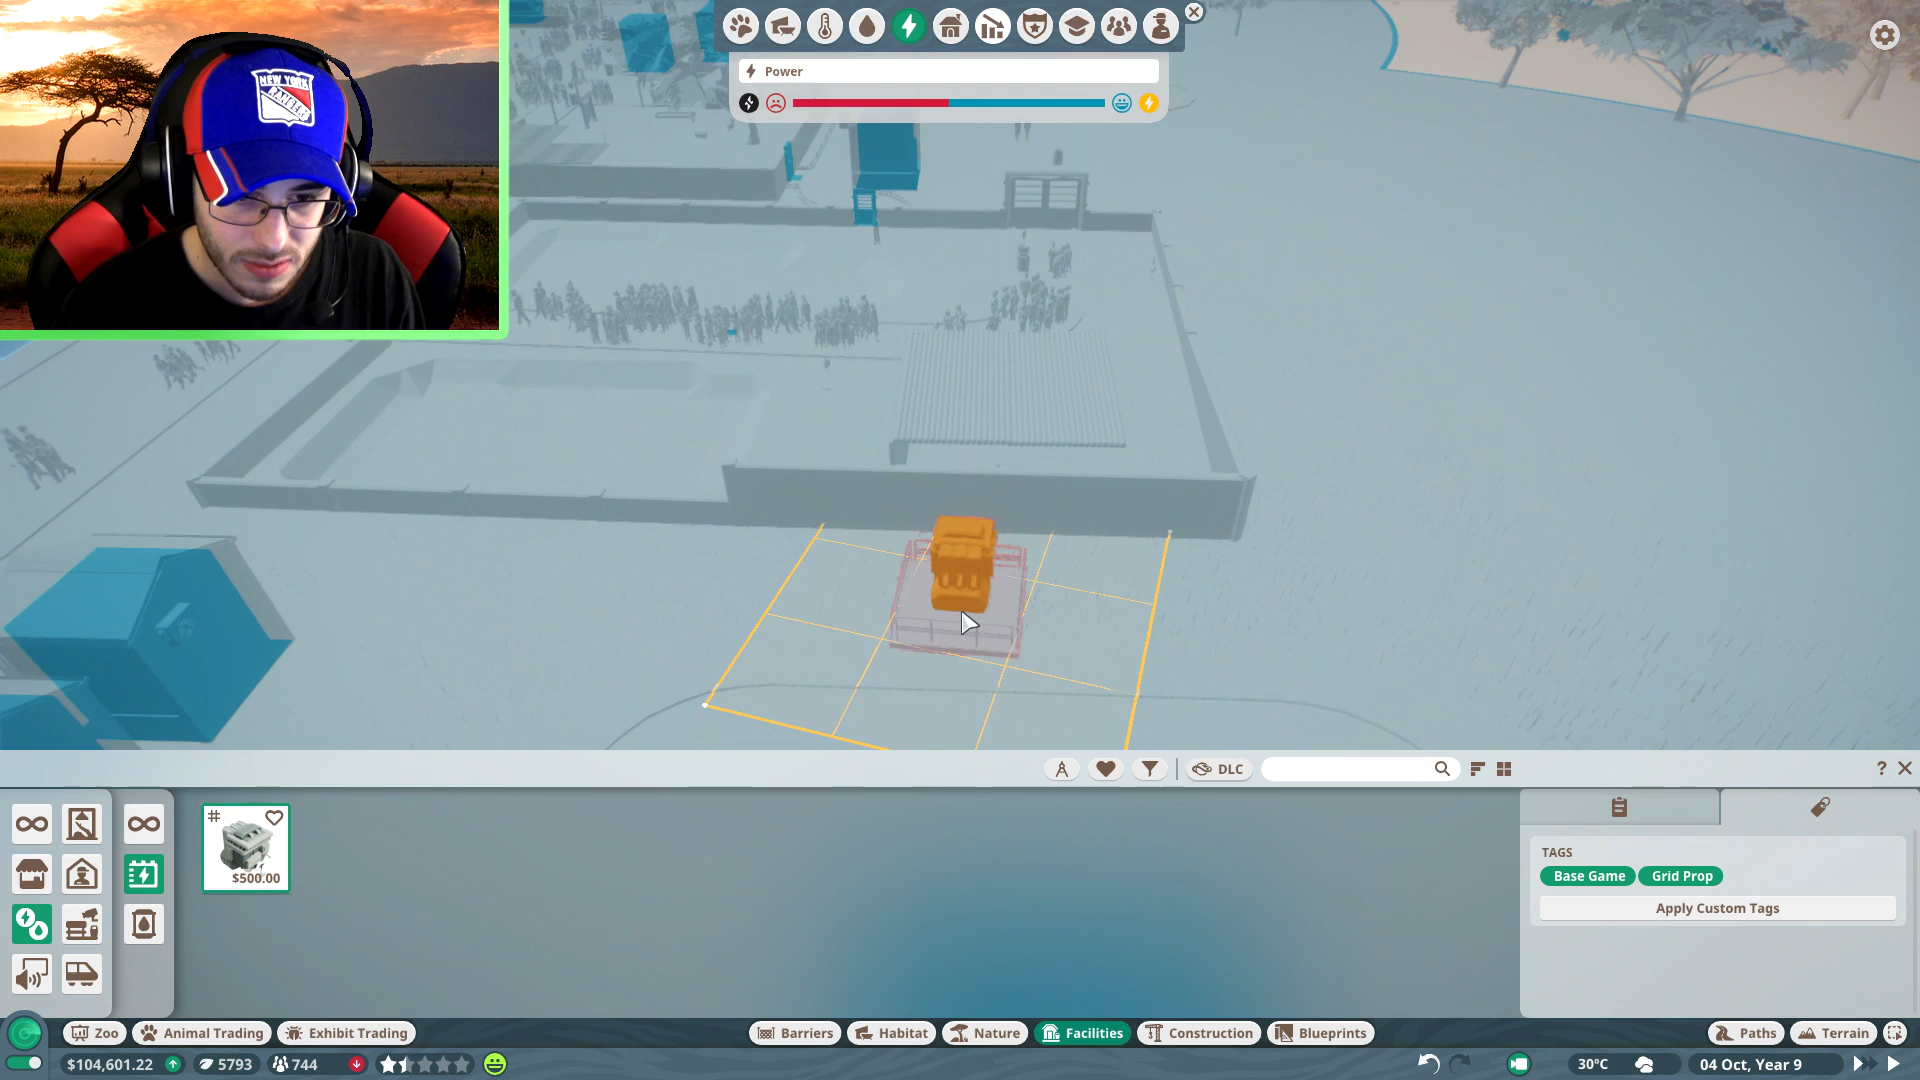 NEW YORK
RANGERS
Power
DLC
?
$500.00
TAGS
Base Game
Grid Prop
Apply Custom Tags
Zoo
Animal Trading
Exhibit Trading
Barriers
Habitat
Nature
Facilities
Construction
Blueprints
Paths
Terrain
$104,601.22
5793
744
30°C
04 Oct, Year 9